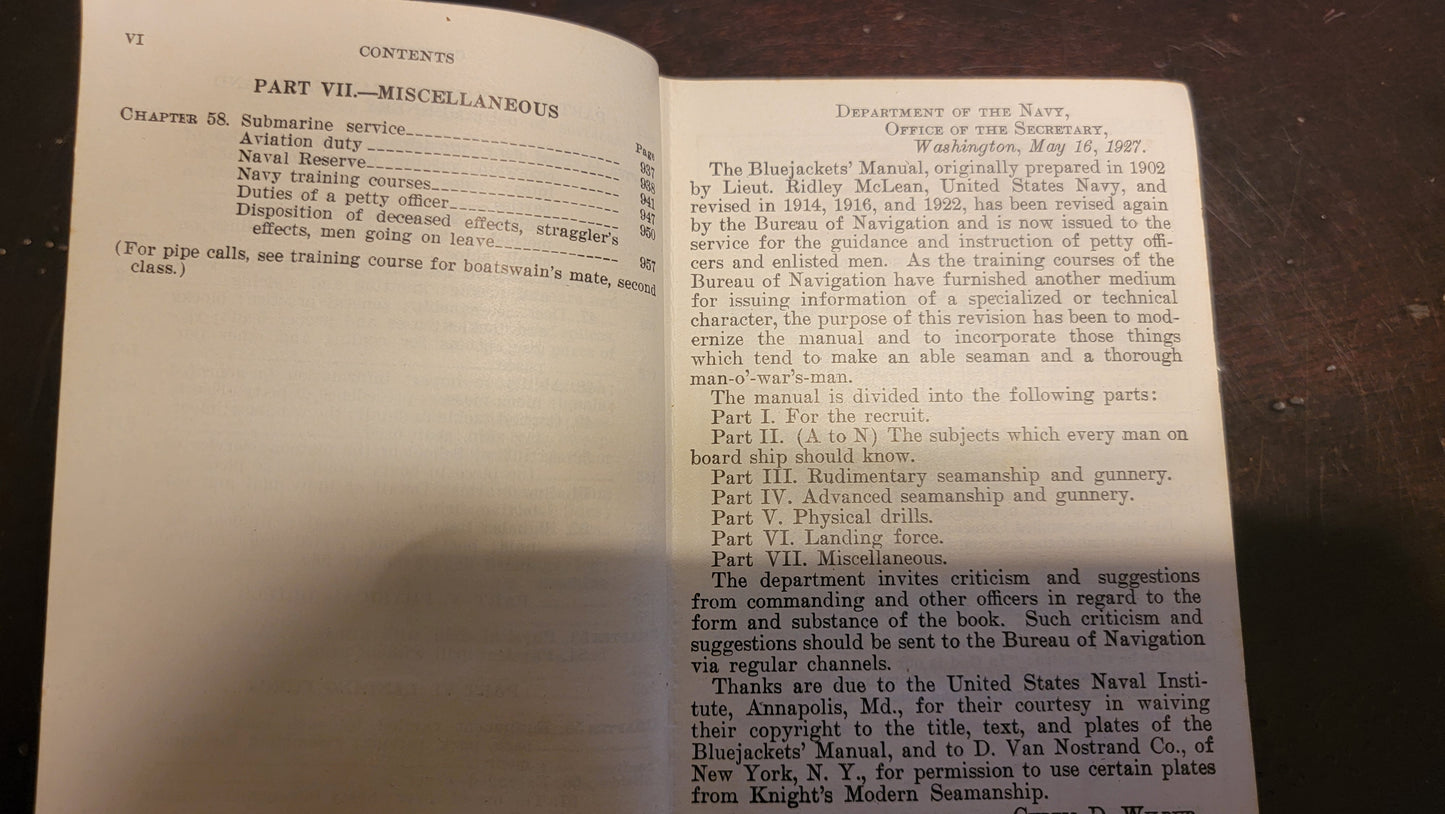 VI
CONTENTS
PART VII.—MISCELLANEOUS
Page
CHAPTER 58. Submarine service 937
Aviation duty 938
Naval Reserve 941
Navy training courses 947
Duties of a petty officer 950
Disposition of deceased effects, straggler's
effects, men going on leave 957
(For pipe calls, see training course for boatswain's mate, second
class.)
DEPARTMENT OF THE NAVY,
OFFICE OF THE SECRETARY,
Washington, May 16, 1927.
The Bluejackets' Manual, originally prepared in 1902
by Lieut. Ridley McLean, United States Navy, and
revised in 1914, 1916, and 1922, has been revised again
by the Bureau of Navigation and is now issued to the
service for the guidance and instruction of petty offi-
cers and enlisted men. As the training courses of the
Bureau of Navigation have furnished another medium
for issuing information of a specialized or technical
character, the purpose of this revision has been to mod-
ernize the manual and to incorporate those things
which tend to make an able seaman and a thorough
man-o'-war's-man.
The manual is divided into the following parts:
Part I. For the recruit.
Part II. (A to N) The subjects which every man on
board ship should know.
Part III. Rudimentary seamanship and gunnery.
Part IV. Advanced seamanship and gunnery.
Part V. Physical drills.
Part VI. Landing force.
Part VII. Miscellaneous.
The department invites criticism and suggestions
from commanding and other officers in regard to the
form and substance of the book. Such criticism and
suggestions should be sent to the Bureau of Navigation
via regular channels.
Thanks are due to the United States Naval Insti-
tute, Annapolis, Md., for their courtesy in waiving
their copyright to the title, text, and plates of the
Bluejackets' Manual, and to D. Van Nostrand Co., of
New York, N. Y., for permission to use certain plates
from Knight's Modern Seamanship.